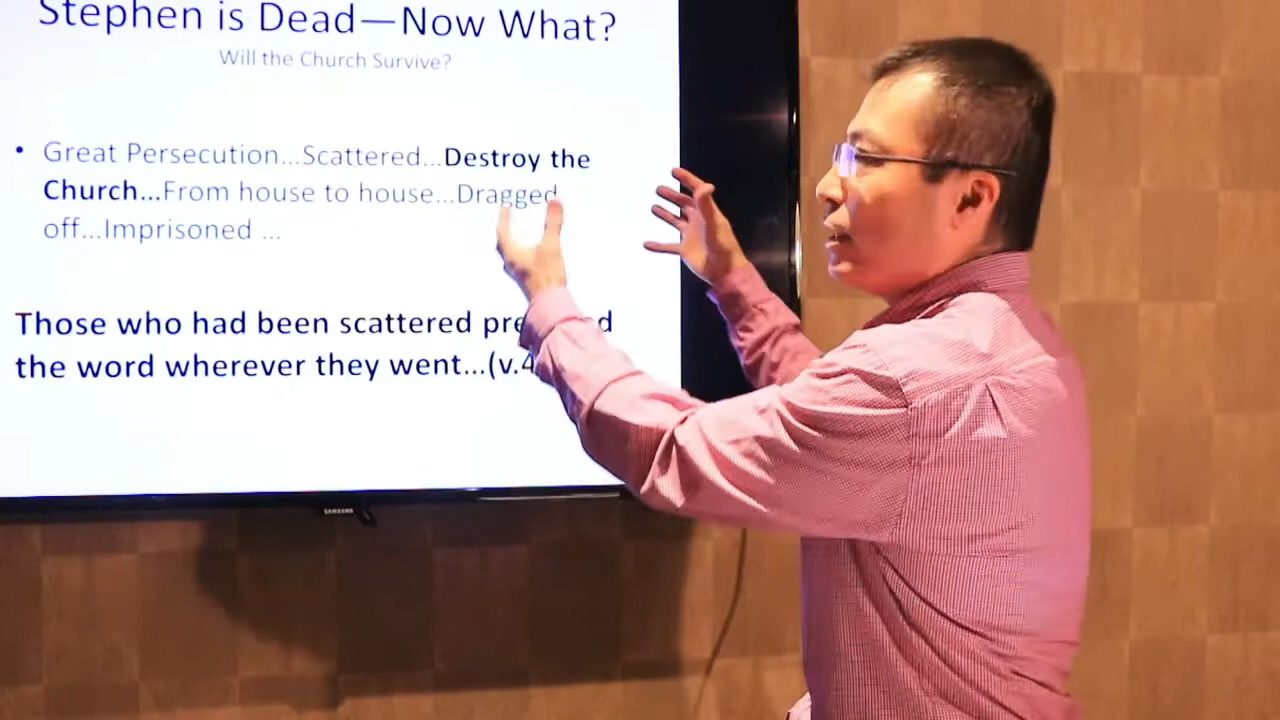 Stephen is Dead—Now What?
Will the Church Survive?
• Great Persecution...Scattered...Destroy the
Church...From house to house...Dragged
off...Imprisoned ...
Those who had been scattered
the word wherever they went...(v.4
SAMSUNG